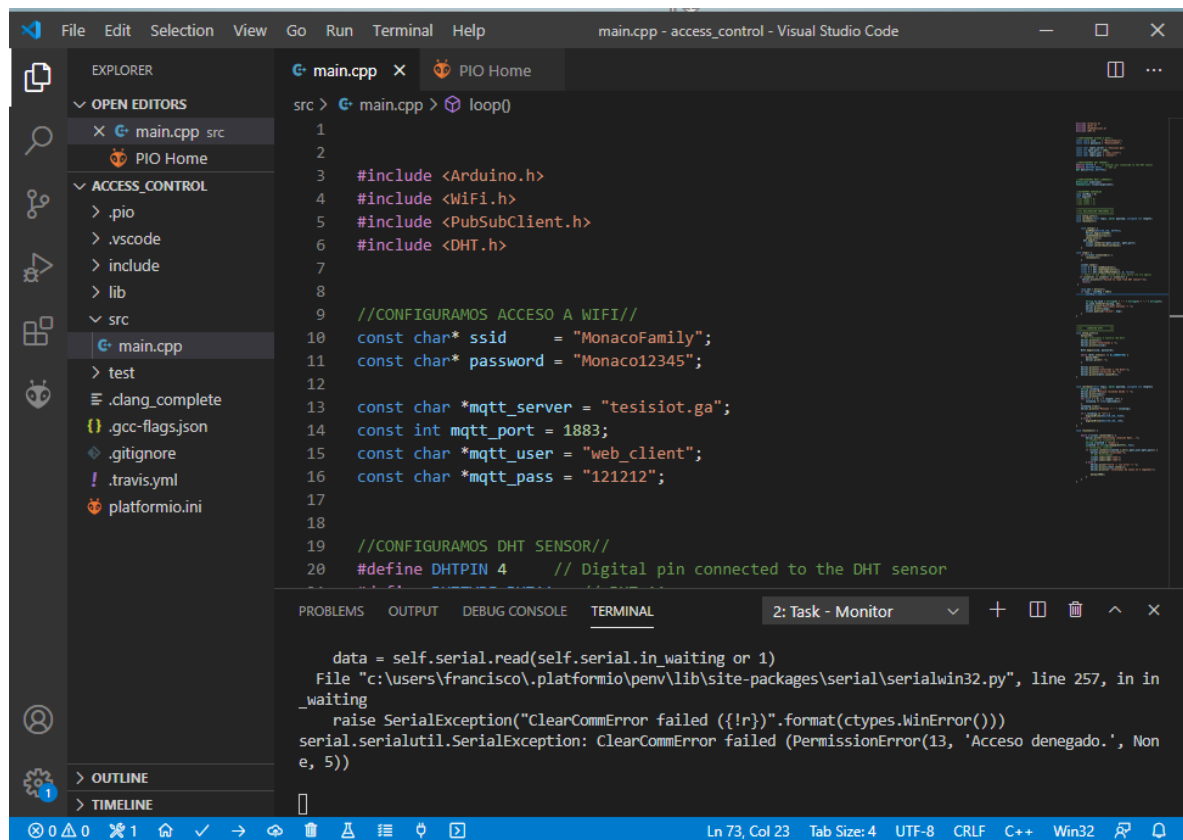 File Edit Selection View Go Run Terminal Help main.cpp - access_control - Visual Studio Code
EXPLORER
OPEN EDITORS
main.cpp src
PIO Home
ACCESS_CONTROL
.pio
.vscode
include
lib
src
main.cpp
test
.clang_complete
.gcc-flags.json
.gitignore
.travis.yml
platformio.ini
OUTLINE
TIMELINE
main.cpp PIO Home
src > main.cpp > loop()
1
2
3 #include <Arduino.h>
4 #include <WiFi.h>
5 #include <PubSubClient.h>
6 #include <DHT.h>
7
8
9 //CONFIGURAMOS ACCESO A WIFI//
10 const char* ssid     = "MonacoFamily";
11 const char* password = "Monaco12345";
12
13 const char *mqtt_server = "tesisiot.ga";
14 const int mqtt_port = 1883;
15 const char *mqtt_user = "web_client";
16 const char *mqtt_pass = "121212";
17
18
19 //CONFIGURAMOS DHT SENSOR//
20 #define DHTPIN 4     // Digital pin connected to the DHT sensor
PROBLEMS OUTPUT DEBUG CONSOLE TERMINAL 2: Task - Monitor
data = self.serial.read(self.serial.in_waiting or 1)
File "c:\users\francisco\.platformio\penv\lib\site-packages\serial\serialwin32.py", line 257, in in
_waiting
raise SerialException("ClearCommError failed ({!r})".format(ctypes.WinError()))
serial.serialutil.SerialException: ClearCommError failed (PermissionError(13, 'Acceso denegado.', Non
e, 5))
1
0 0 1 Ln 73, Col 23 Tab Size: 4 UTF-8 CRLF C++ Win32